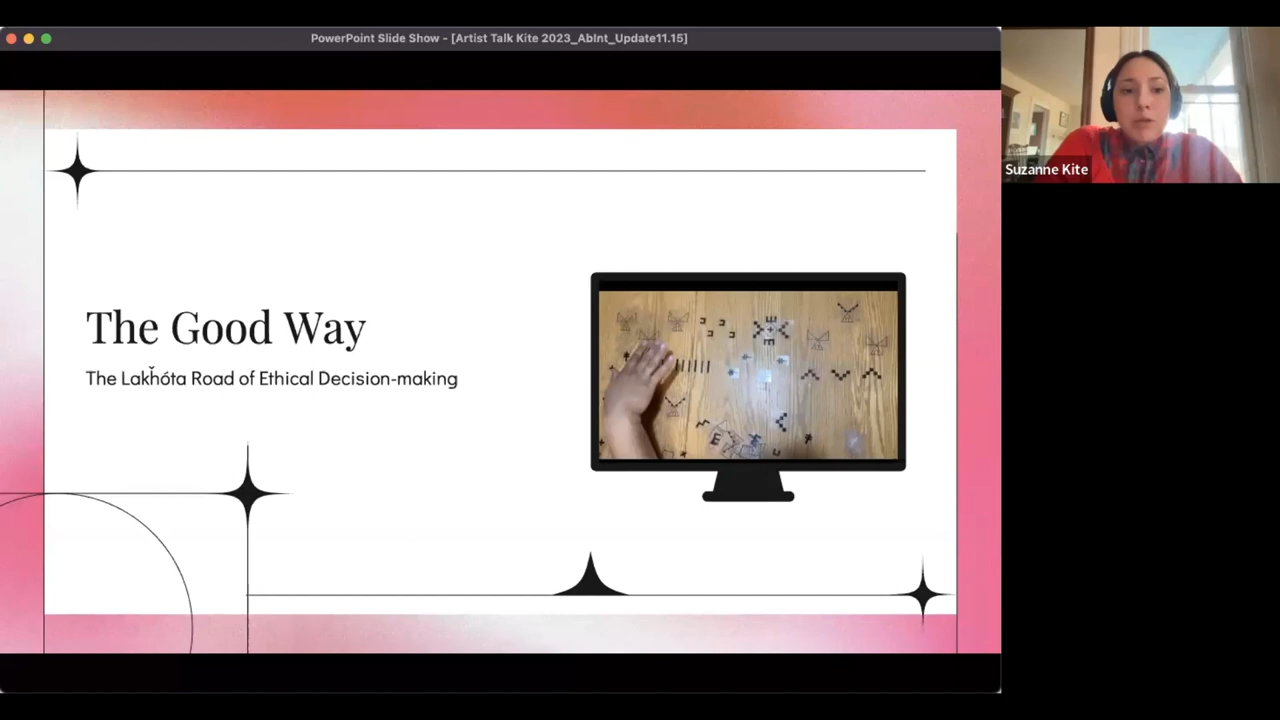 PowerPoint Slide Show - [Artist Talk Kite 2023_AbInt_Update11.15]
Suzanne Kite
The Good Way
The Lakȟóta Road of Ethical Decision-making